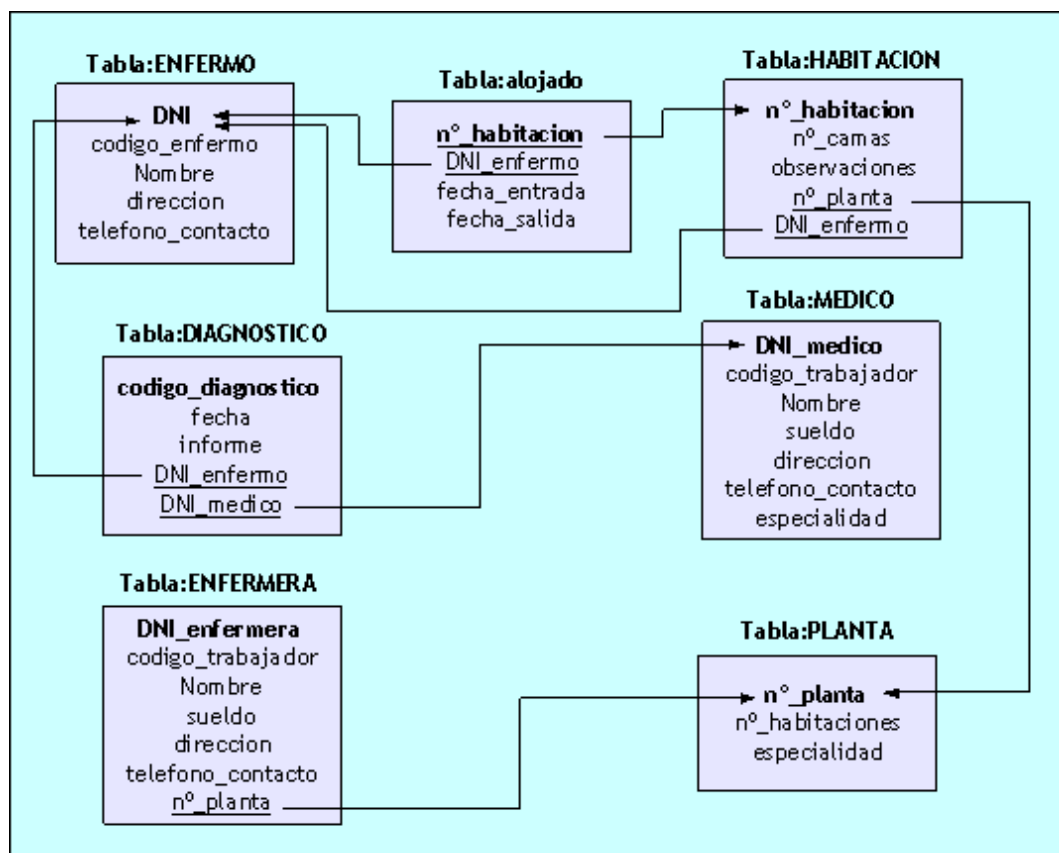 Tabla:ENFERMO
DNI
codigo_enfermo
Nombre
direccion
telefono_contacto
Tabla:alojado
nº_habitacion
DNI_enfermo
fecha_entrada
fecha_salida
Tabla:HABITACION
nº_habitacion
nº_camas
observaciones
nº_planta
DNI_enfermo
Tabla:DIAGNOSTICO
codigo_diagnostico
fecha
informe
DNI_enfermo
DNI_medico
Tabla:MEDICO
DNI_medico
codigo_trabajador
Nombre
sueldo
direccion
telefono_contacto
especialidad
Tabla:ENFERMERA
DNI_enfermera
codigo_trabajador
Nombre
sueldo
direccion
telefono_contacto
nº_planta
Tabla:PLANTA
nº_planta
nº_habitaciones
especialidad